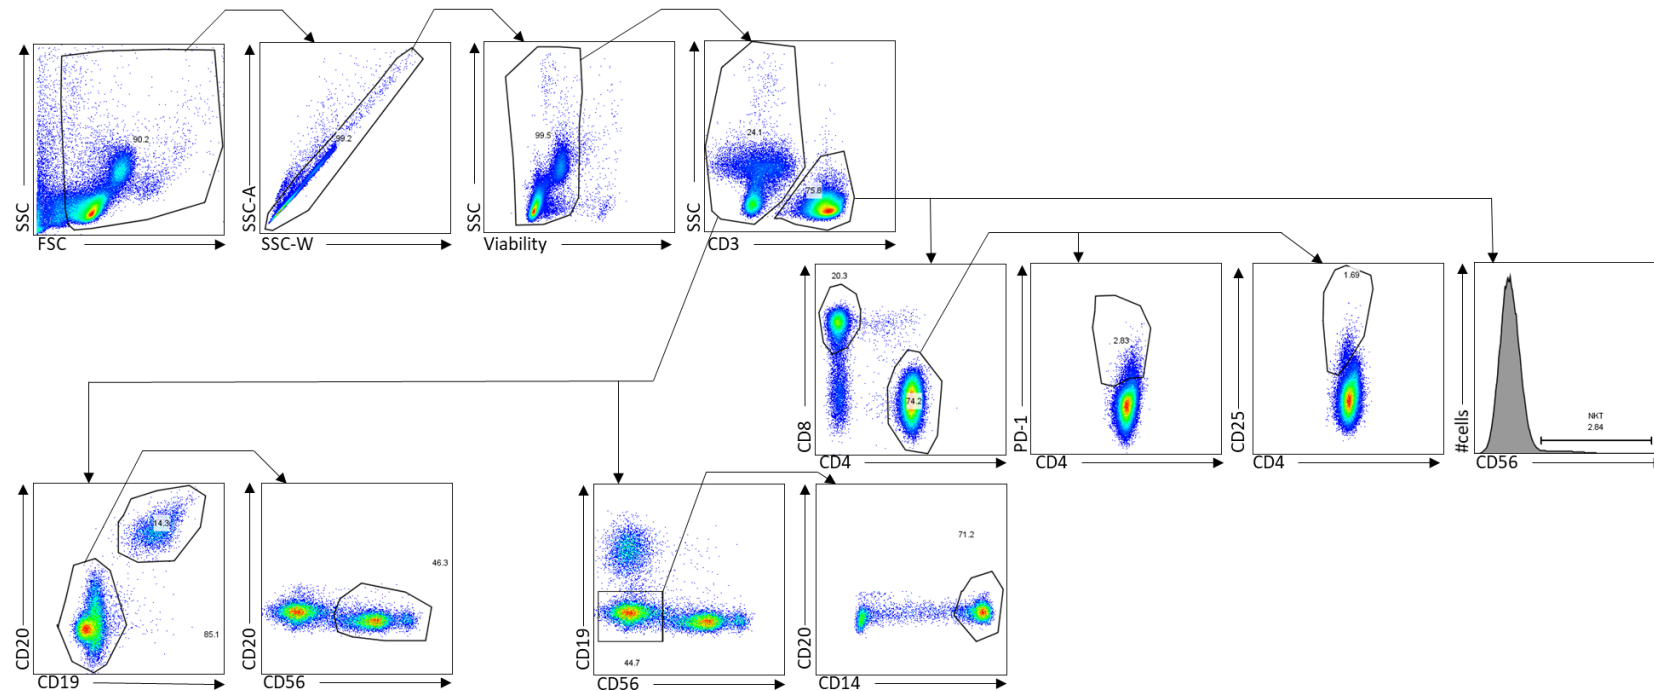 SSC
90.2
FSC
SSC-A
99.2
SSC-W
SSC
99.5
Viability
SSC
24.1
75.8
CD3
CD8
20.3
74.2
CD4
PD-1
2.83
CD4
CD25
1.69
CD4
#cells
NKT
2.84
CD56
CD20
14.3
85.1
CD19
CD20
46.3
CD56
CD19
44.7
CD56
CD20
71.2
CD14